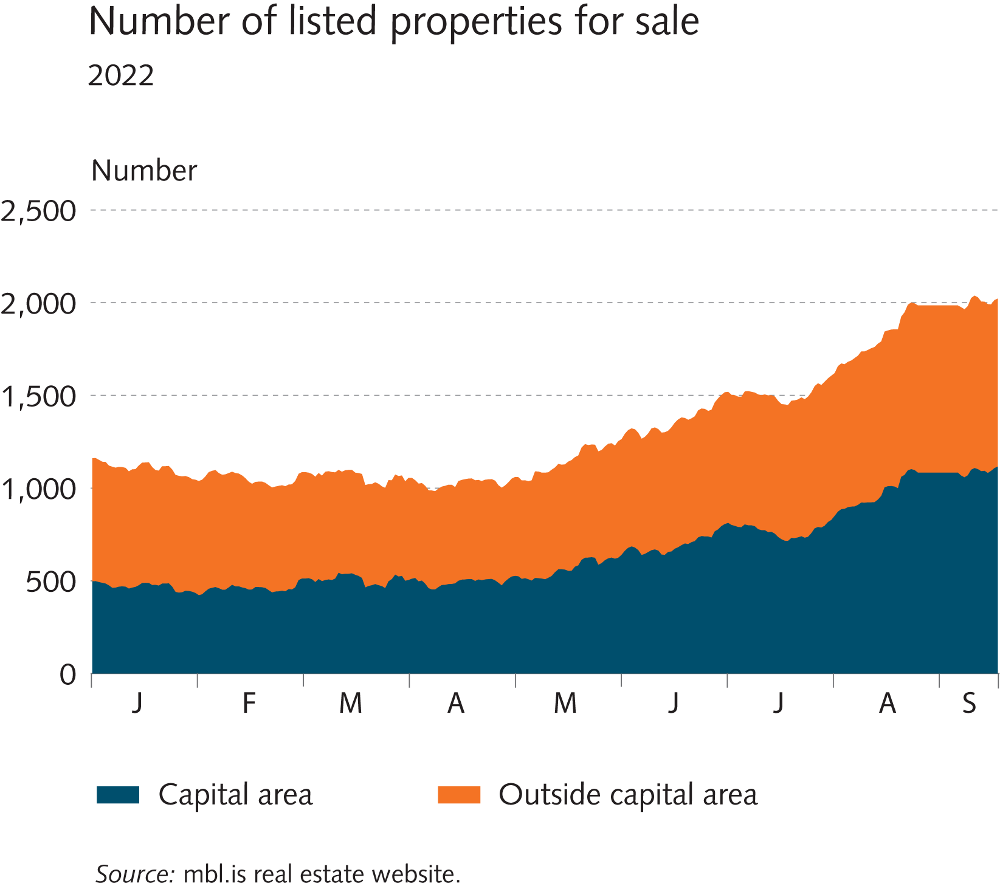 Number of listed properties for sale
2022
Number
2,500
2,000
1,500
1,000
500
0
J F M A M J J A S
Capital area Outside capital area
Source: mbl.is real estate website.